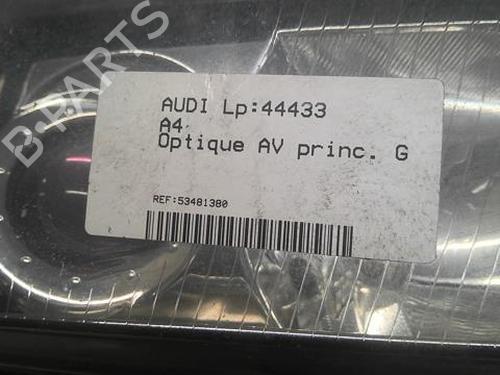 B-PARTS
AUDI Lp:44433
A4
Optique AV princ. G
REF:53481380